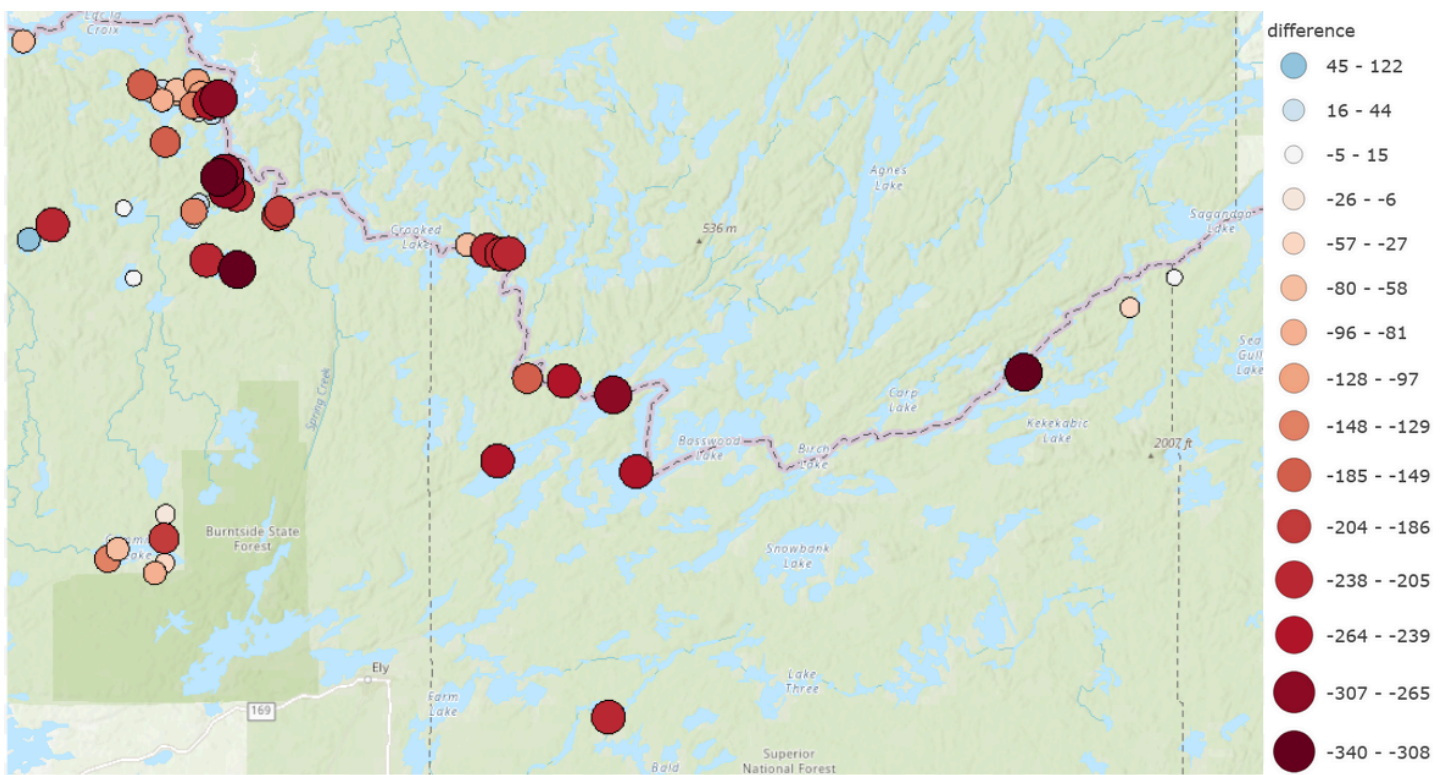 Lac la
Croix
Agnes
Lake
Saganaga
Lake
Crooked
Lake
536 m
Sea
Gull
Lake
Spring Creek
Carp
Lake
Kekekabic
Lake
Basswood
Lake
Birch
Lake
2007 ft
Burntside State
Forest
Lake
Snowbank
Lake
Ely
Lake
Three
Farm
Lake
169
Superior
National Forest
Bald
difference
45 - 122
16 - 44
-5 - 15
-26 - -6
-57 - -27
-80 - -58
-96 - -81
-128 - -97
-148 - -129
-185 - -149
-204 - -186
-238 - -205
-264 - -239
-307 - -265
-340 - -308